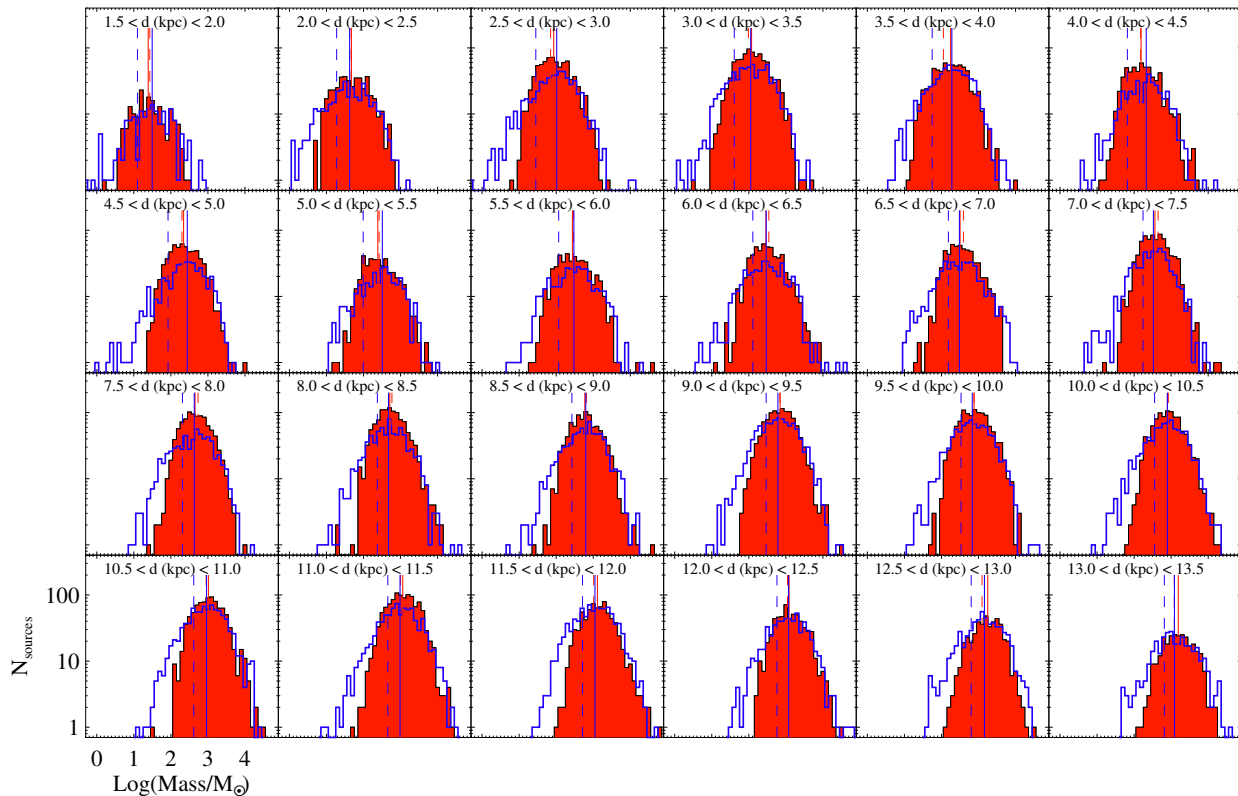 1.5 < d (kpc) < 2.0 2.0 < d (kpc) < 2.5 2.5 < d (kpc) < 3.0 3.0 < d (kpc) < 3.5 3.5 < d (kpc) < 4.0 4.0 < d (kpc) < 4.5
4.5 < d (kpc) < 5.0 5.0 < d (kpc) < 5.5 5.5 < d (kpc) < 6.0 6.0 < d (kpc) < 6.5 6.5 < d (kpc) < 7.0 7.0 < d (kpc) < 7.5
7.5 < d (kpc) < 8.0 8.0 < d (kpc) < 8.5 8.5 < d (kpc) < 9.0 9.0 < d (kpc) < 9.5 9.5 < d (kpc) < 10.0 10.0 < d (kpc) < 10.5
10.5 < d (kpc) < 11.0 11.0 < d (kpc) < 11.5 11.5 < d (kpc) < 12.0 12.0 < d (kpc) < 12.5 12.5 < d (kpc) < 13.0 13.0 < d (kpc) < 13.5
100
10
1
N_sources
0 1 2 3 4
Log(Mass/M_⊙)